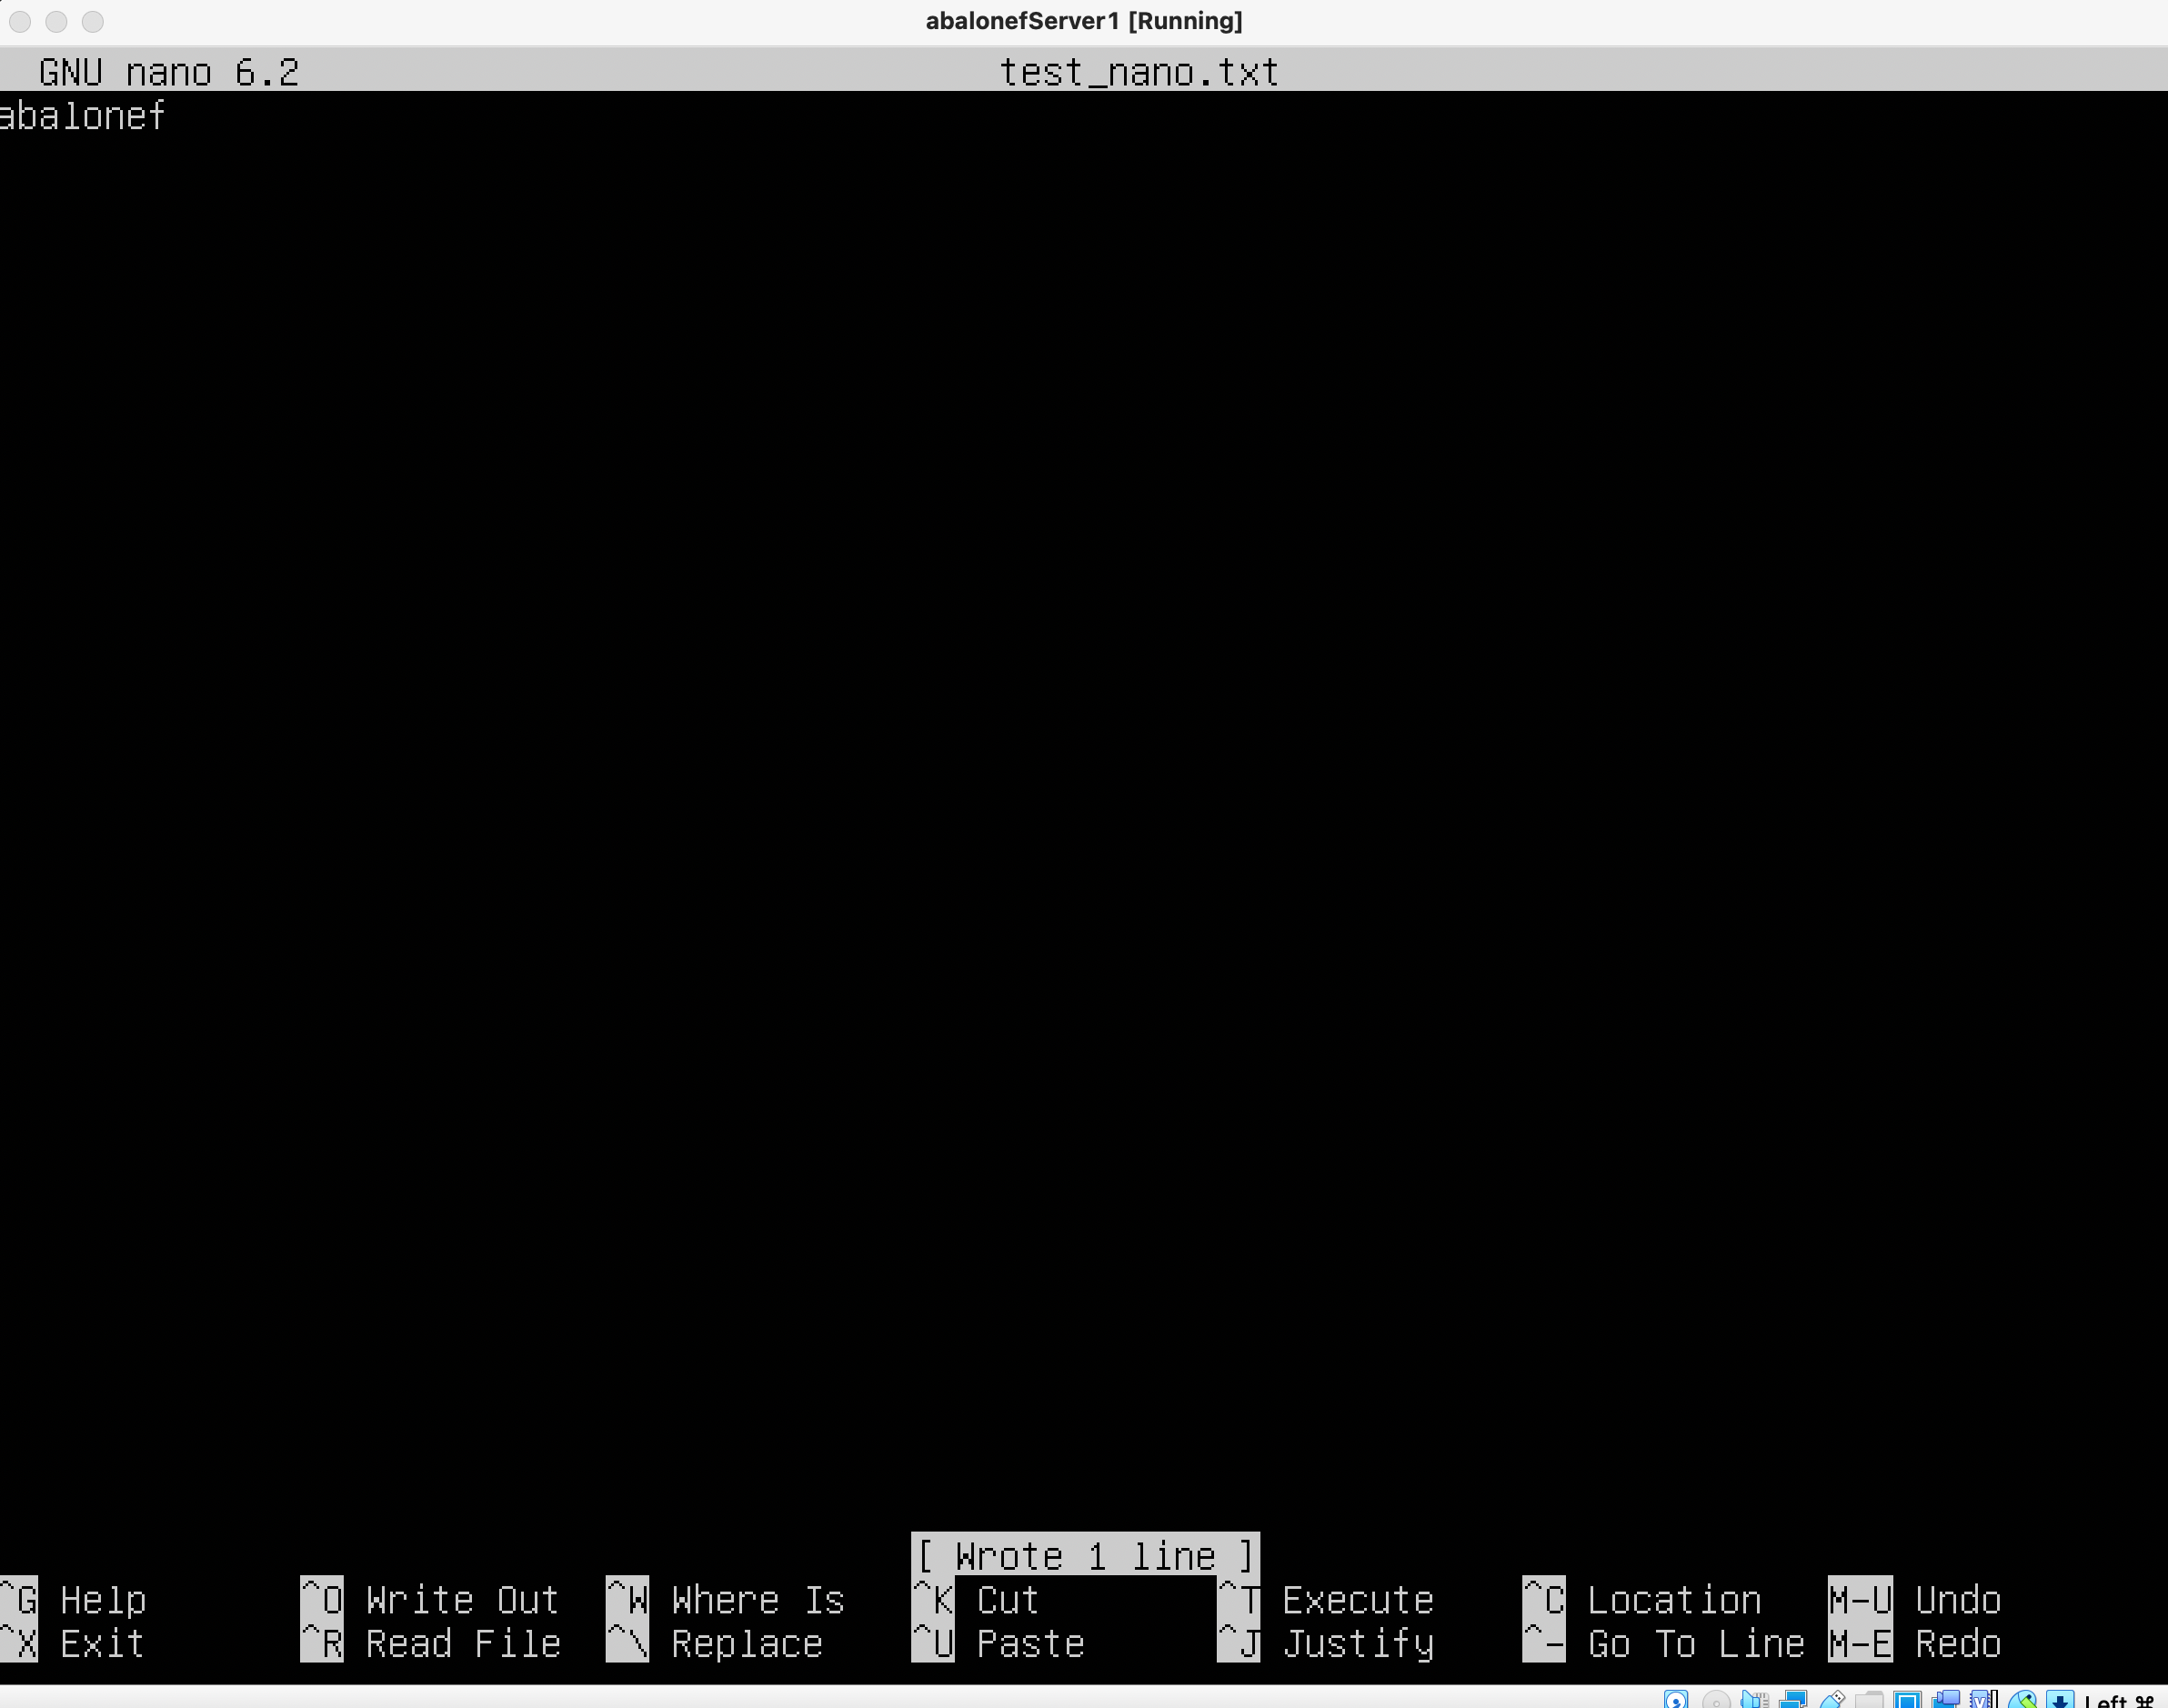 abalonefServer1 [Running]
GNU nano 6.2 test_nano.txt
abalonef
[ Wrote 1 line ]
^G Help ^O Write Out ^W Where Is ^K Cut ^T Execute ^C Location M-U Undo
^X Exit ^R Read File ^\ Replace ^U Paste ^J Justify ^- Go To Line M-E Redo
Left ⌘